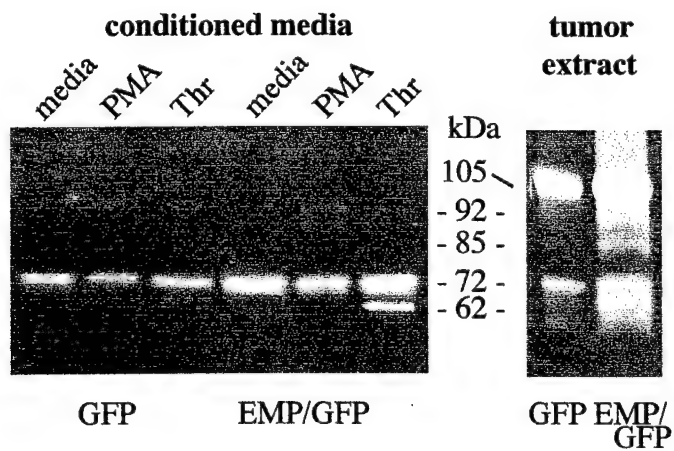 conditioned media
tumor
extract
media PMA Thr media PMA Thr
kDa
105
- 92 -
- 85 -
- 72 -
- 62 -
GFP EMP/GFP
GFP EMP/
GFP